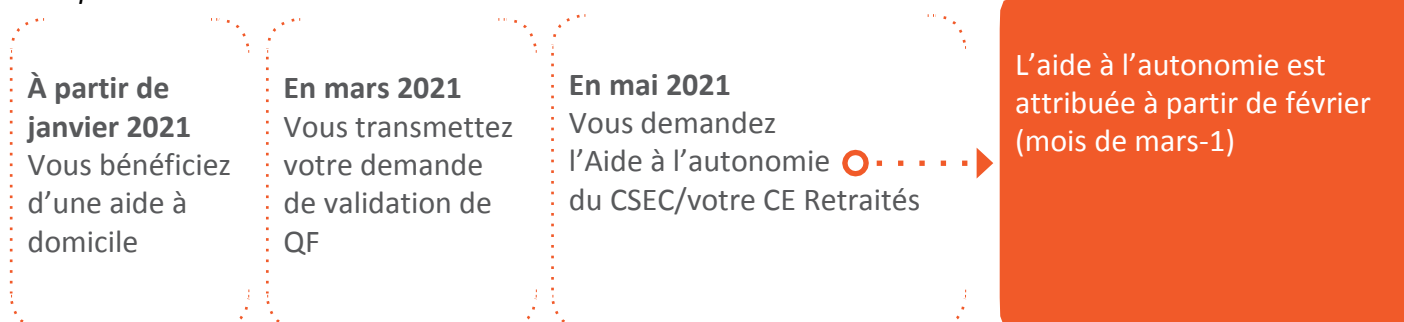 À partir de
janvier 2021
Vous bénéficiez
d’une aide à
domicile
En mars 2021
Vous transmettez
votre demande
de validation de
QF
En mai 2021
Vous demandez
l’Aide à l’autonomie
du CSEC/votre CE Retraités
L’aide à l’autonomie est
attribuée à partir de février
(mois de mars-1)